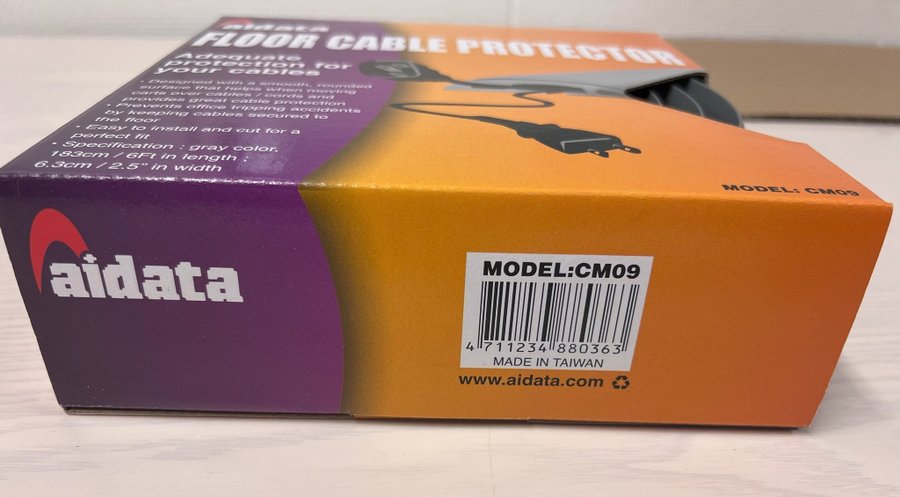 aidata
FLOOR CABLE PROTECTOR
Adequate
protection for
your cables
• Designed with a smooth, rounded
surface that helps when moving
carts over cables / cords and
provides great cable protection
• Prevents office tripping accidents
by keeping cables secured to
the floor
• Easy to install and cut for a
perfect fit
• Specification : gray color,
183cm / 6Ft in length ;
6.3cm / 2.5" in width
MODEL: CM09
aidata
MODEL:CM09
4 711234 880363
MADE IN TAIWAN
www.aidata.com